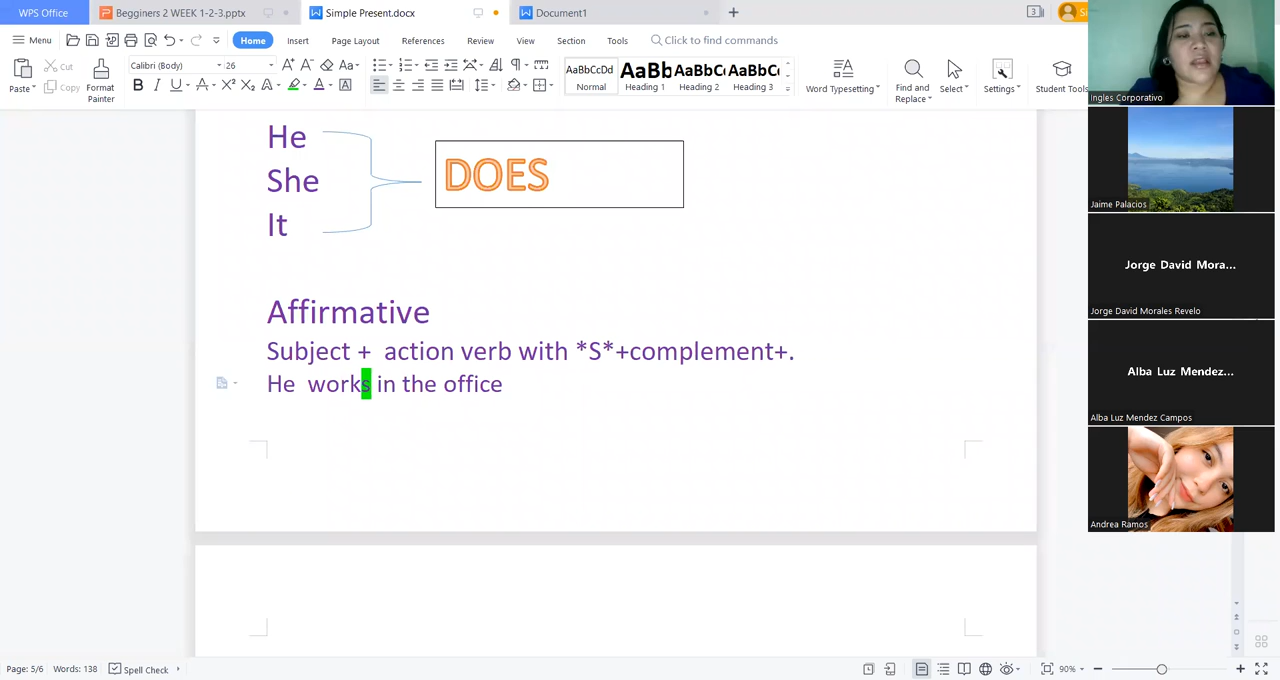 WPS Office Begginers 2 WEEK 1-2-3.pptx Simple Present.docx Document1 3
Menu Home Insert Page Layout References Review View Section Tools Click to find commands
Paste Cut Copy Format Painter Calibri (Body) 26 AaBbCcDd Normal AaBb Heading 1 AaBbCc Heading 2 AaBbCc Heading 3 Word Typesetting Find and Replace Select Settings Student Tools
He
She
It
DOES
Affirmative
Subject + action verb with *S*+complement+.
He works in the office
Ingles Corporativo
Jaime Palacios
Jorge David Mora...
Jorge David Morales Revelo
Alba Luz Mendez...
Alba Luz Mendez Campos
Andrea Ramos
Page: 5/6 Words: 138 Spell Check 90%